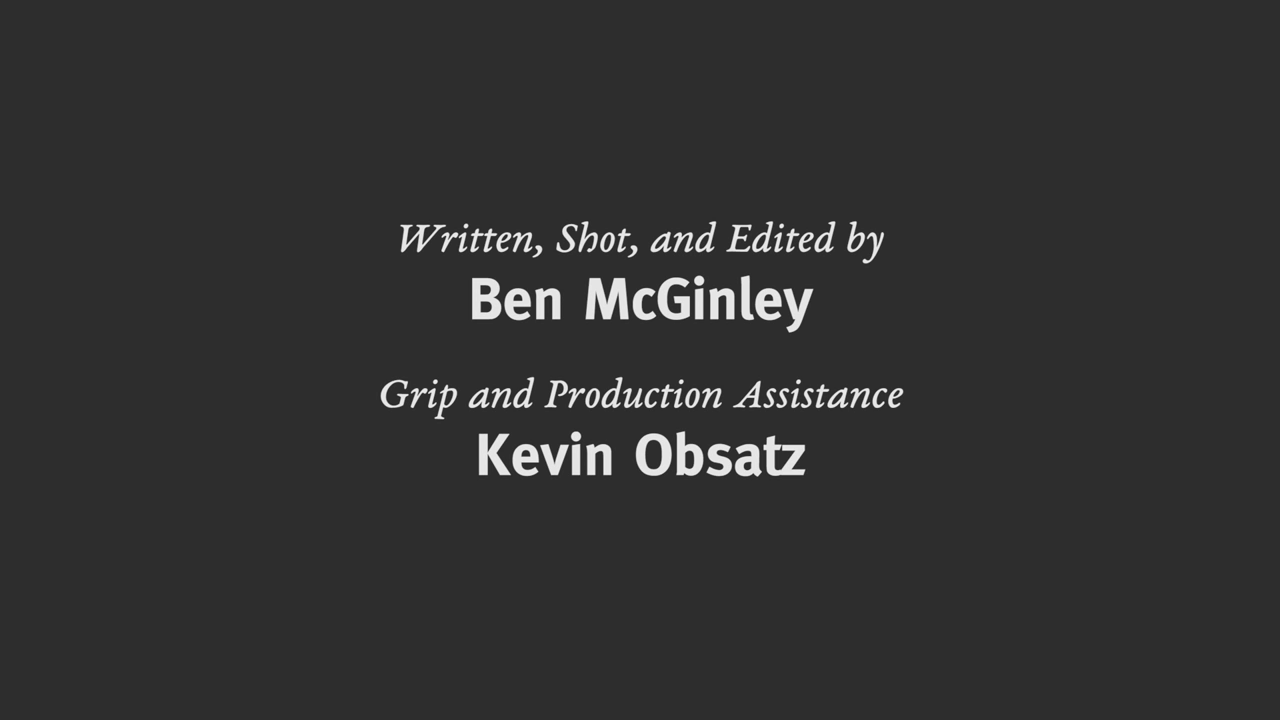 Written, Shot, and Edited by
Ben McGinley
Grip and Production Assistance
Kevin Obsatz